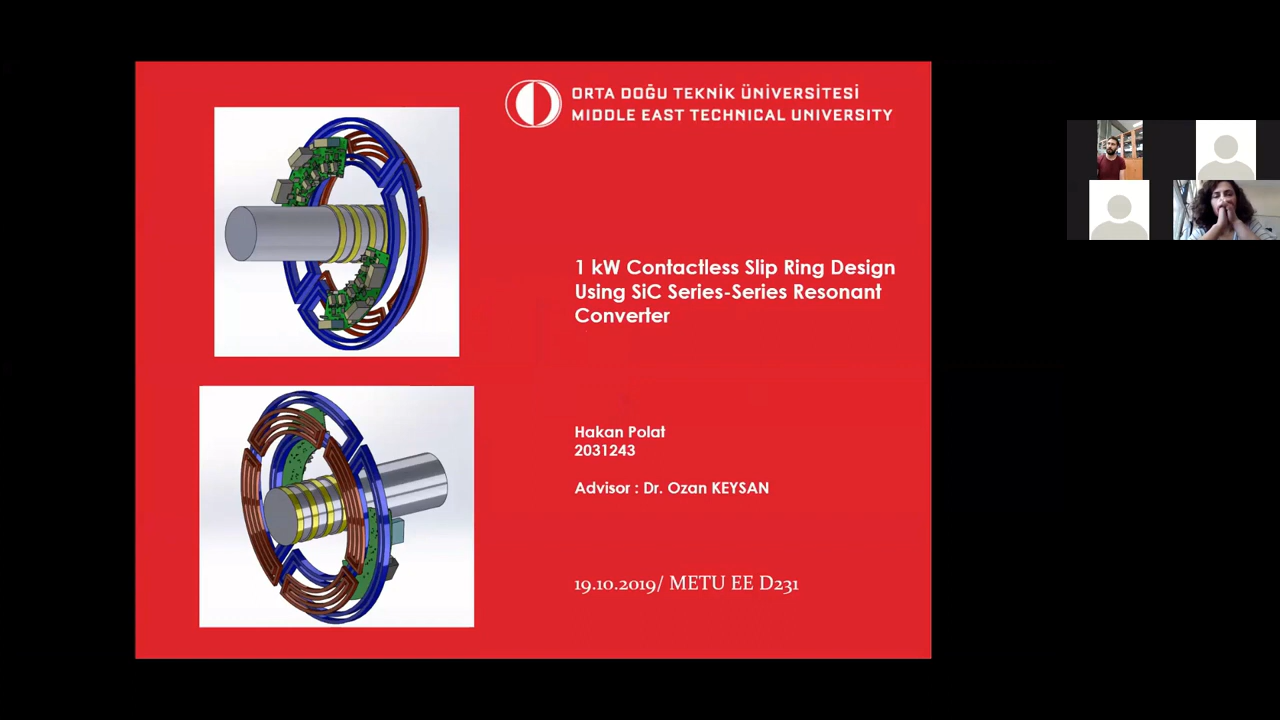 ORTA DOĞU TEKNİK ÜNİVERSİTESİ
MIDDLE EAST TECHNICAL UNIVERSITY
1 kW Contactless Slip Ring Design
Using SiC Series-Series Resonant
Converter
Hakan Polat
2031243
Advisor : Dr. Ozan KEYSAN
19.10.2019/ METU EE D231